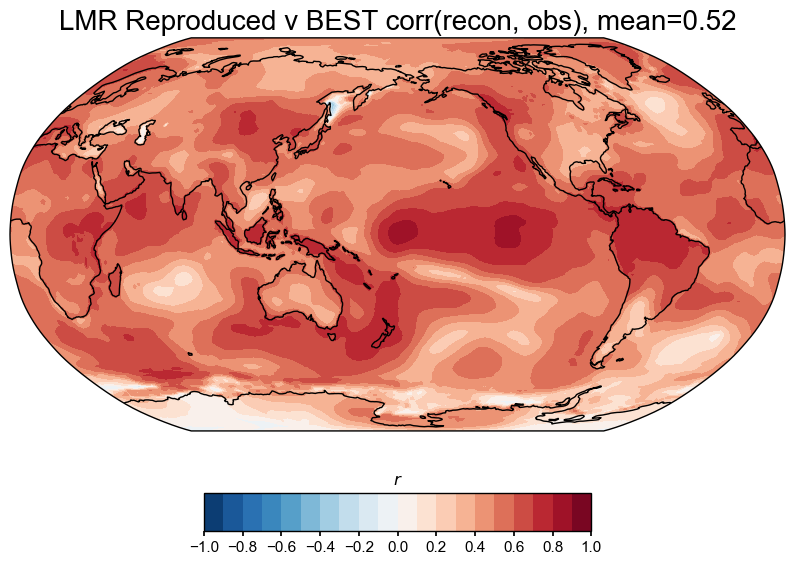 LMR Reproduced v BEST corr(recon, obs), mean=0.52
r
−1.0 −0.8 −0.6 −0.4 −0.2 0.0 0.2 0.4 0.6 0.8 1.0